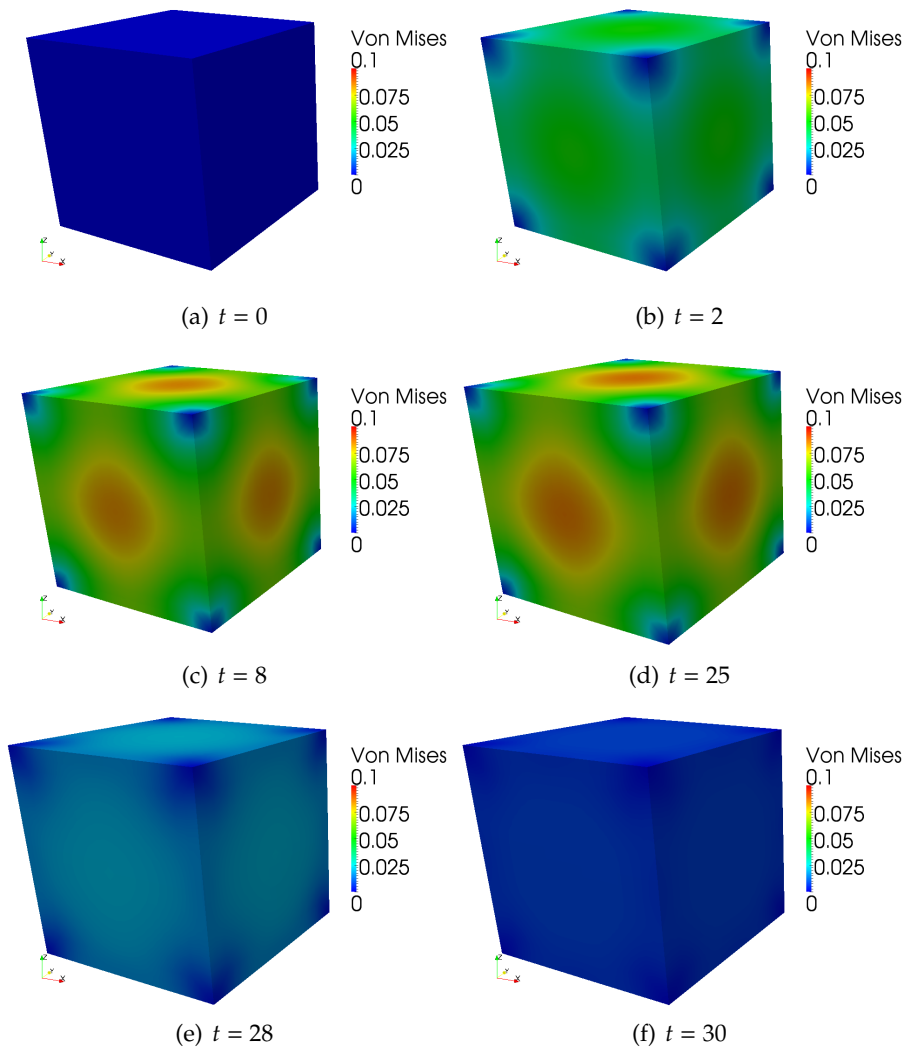 Von Mises
0.1
0.075
0.05
0.025
0
Z
Y
X
(a) t = 0
Von Mises
0.1
0.075
0.05
0.025
0
Z
Y
X
(b) t = 2
Von Mises
0.1
0.075
0.05
0.025
0
Z
Y
X
(c) t = 8
Von Mises
0.1
0.075
0.05
0.025
0
Z
Y
X
(d) t = 25
Von Mises
0.1
0.075
0.05
0.025
0
Z
Y
X
(e) t = 28
Von Mises
0.1
0.075
0.05
0.025
0
Z
Y
X
(f) t = 30